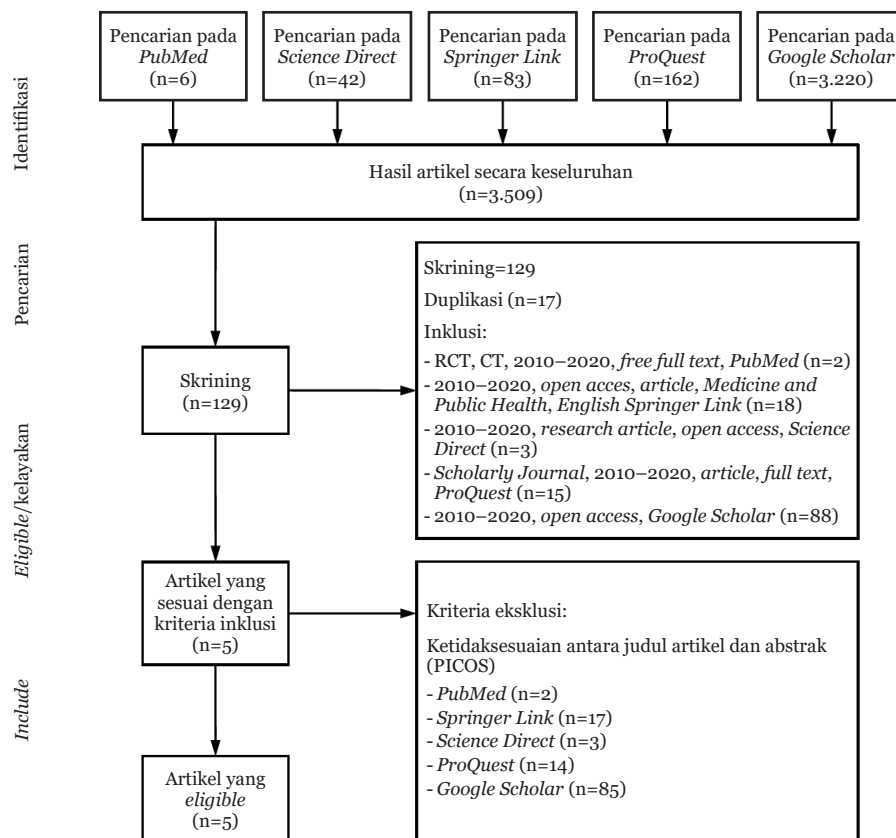 Pencarian pada
PubMed
(n=6)
Pencarian pada
Science Direct
(n=42)
Pencarian pada
Springer Link
(n=83)
Pencarian pada
ProQuest
(n=162)
Pencarian pada
Google Scholar
(n=3.220)
Identifikasi
Hasil artikel secara keseluruhan
(n=3.509)
Pencarian
Skrining
(n=129)
Skrining=129
Duplikasi (n=17)
Inklusi:
- RCT, CT, 2010–2020, free full text, PubMed (n=2)
- 2010–2020, open acces, article, Medicine and
Public Health, English Springer Link (n=18)
- 2010–2020, research article, open access, Science
Direct (n=3)
- Scholarly Journal, 2010–2020, article, full text,
ProQuest (n=15)
- 2010–2020, open access, Google Scholar (n=88)
Eligible/kelayakan
Artikel yang
sesuai dengan
kriteria inklusi
(n=5)
Kriteria eksklusi:
Ketidaksesuaian antara judul artikel dan abstrak
(PICOS)
- PubMed (n=2)
- Springer Link (n=17)
- Science Direct (n=3)
- ProQuest (n=14)
- Google Scholar (n=85)
Include
Artikel yang
eligible
(n=5)